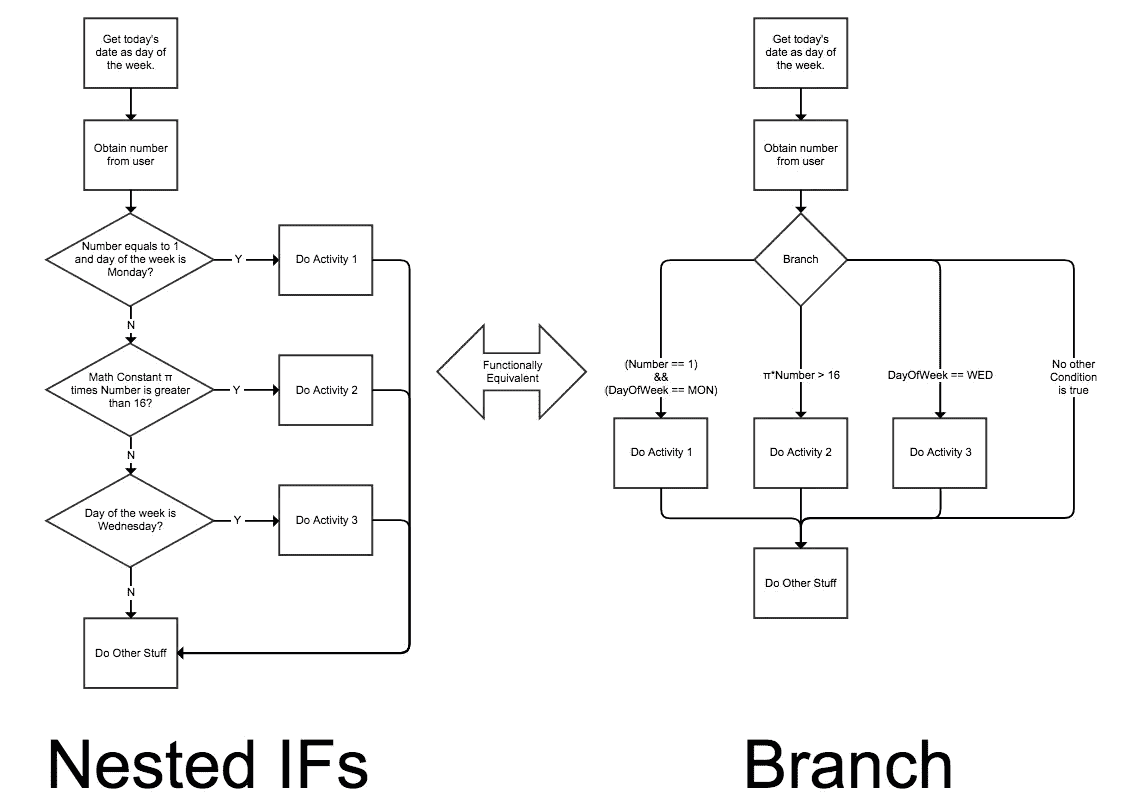 Get today's
date as day of
the week.
Obtain number
from user
Number equals to 1
and day of the week is
Monday?
Y
Do Activity 1
N
Math Constant π
times Number is greater
than 16?
Y
Do Activity 2
N
Day of the week is
Wednesday?
Y
Do Activity 3
N
Do Other Stuff
Nested IFs
Functionally
Equivalent
Get today's
date as day of
the week.
Obtain number
from user
Branch
(Number == 1)
&&
(DayOfWeek == MON)
π*Number > 16
DayOfWeek == WED
No other
Condition
is true
Do Activity 1
Do Activity 2
Do Activity 3
Do Other Stuff
Branch